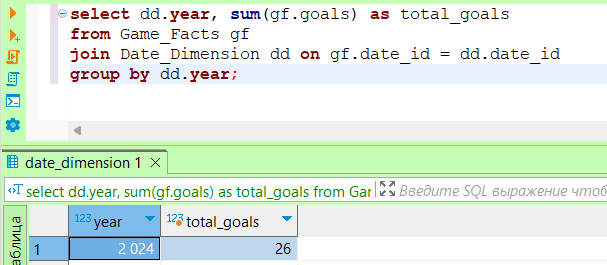 select dd.year, sum(gf.goals) as total_goals
from Game_Facts gf
join Date_Dimension dd on gf.date_id = dd.date_id
group by dd.year;
date_dimension 1
select dd.year, sum(gf.goals) as total_goals from Gar
Введите SQL выражение чтоб
аблица
123 year 123 total_goals
1 2 024 26